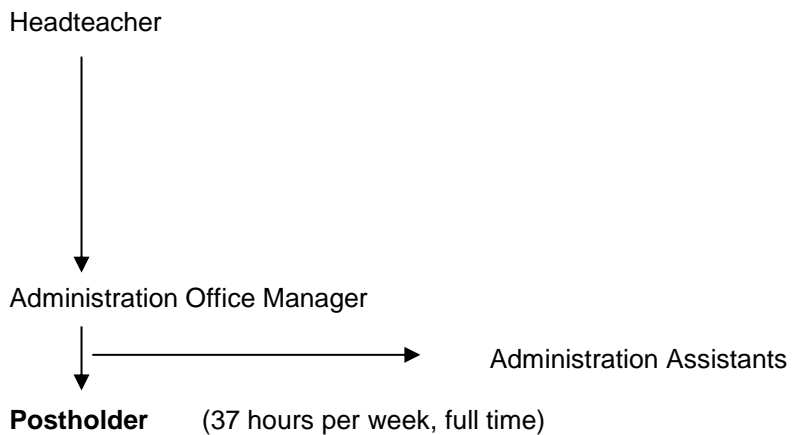 Headteacher
Administration Office Manager
Administration Assistants
Postholder (37 hours per week, full time)